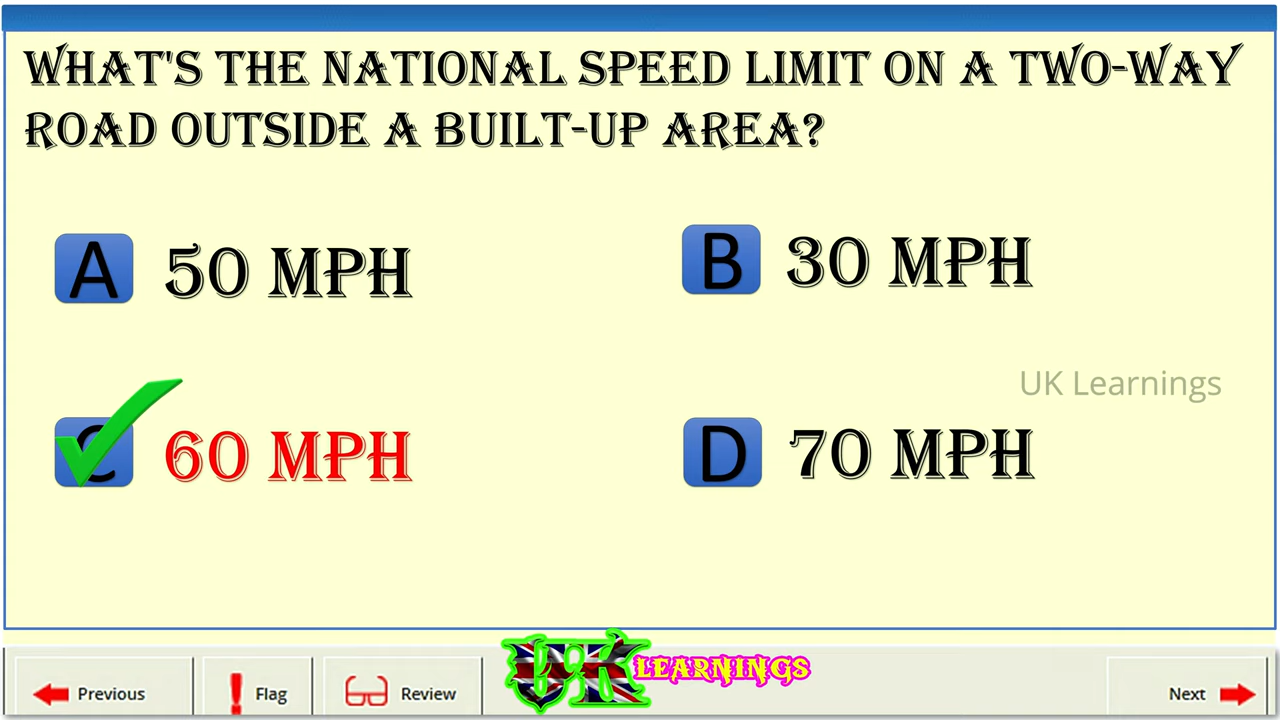 WHAT'S THE NATIONAL SPEED LIMIT ON A TWO-WAY
ROAD OUTSIDE A BUILT-UP AREA?
A 50 MPH
B 30 MPH
UK Learnings
C 60 MPH
D 70 MPH
Previous
Flag
Review
UK LEARNINGS
Next